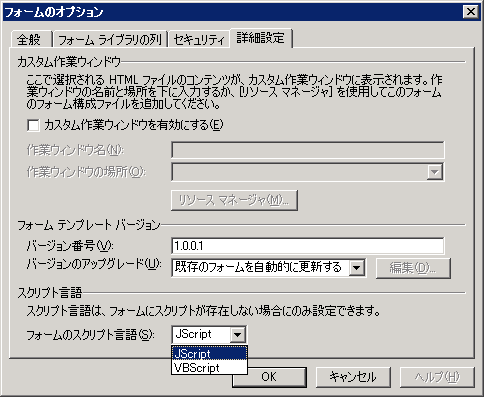 フォームのオプション
全般
フォーム ライブラリの列
セキュリティ
詳細設定
カスタム作業ウィンドウ
ここで選択される HTML ファイルのコンテンツが、カスタム作業ウィンドウに表示されます。作
業ウィンドウの名前と場所を下に入力するか、[リソース マネージャ] を使用してこのフォーム
のフォーム構成ファイルを追加してください。
カスタム作業ウィンドウを有効にする(E)
作業ウィンドウ名(N):
作業ウィンドウの場所(O):
リソース マネージャ(M)...
フォーム テンプレート バージョン
バージョン番号(V):
1.0.0.1
バージョンのアップグレード(U):
既存のフォームを自動的に更新する
編集(D)...
スクリプト言語
スクリプト言語は、フォームにスクリプトが存在しない場合にのみ設定できます。
フォームのスクリプト言語(S):
JScript
JScript
VBScript
OK
キャンセル
ヘルプ(H)